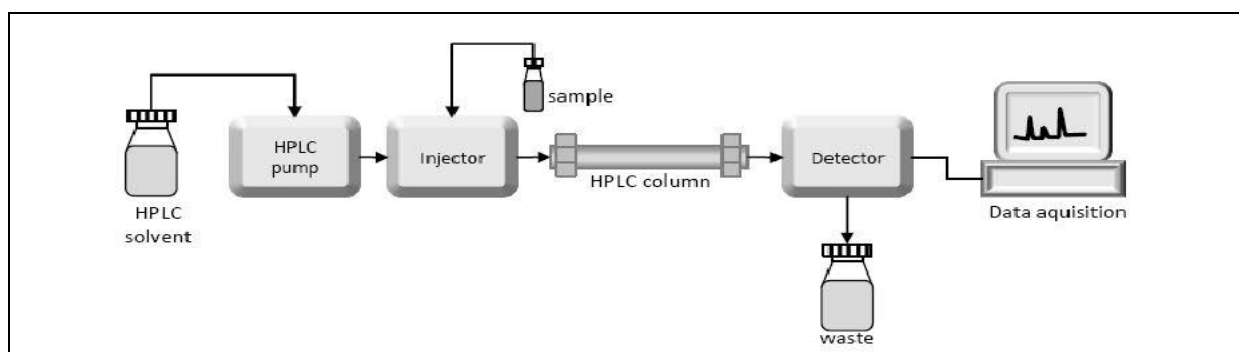 HPLC
solvent
HPLC
pump
Injector
sample
HPLC column
Detector
waste
Data aquisition